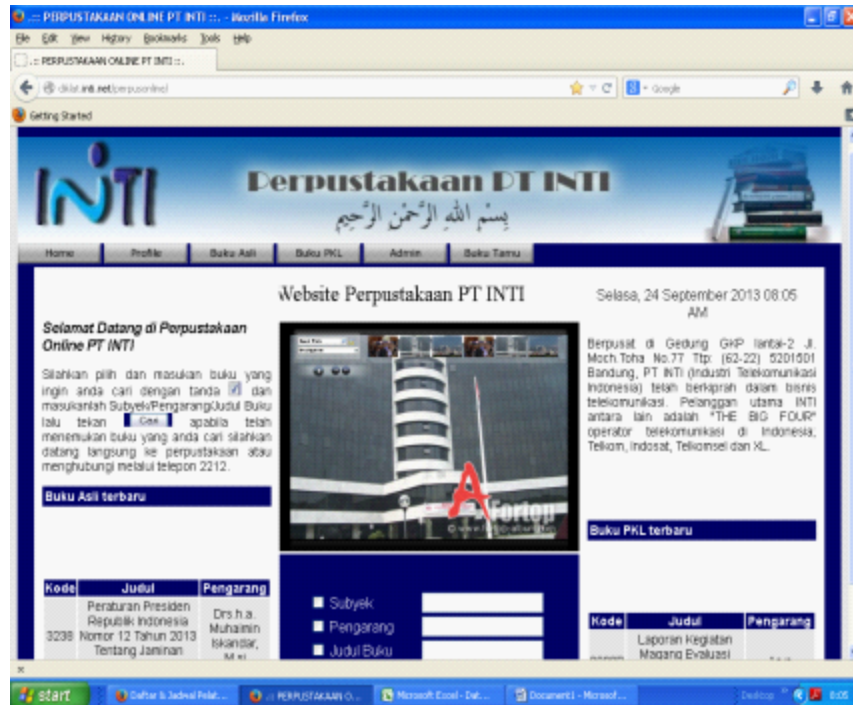 .:: PERPUSTAKAAN ONLINE PT INTI ::. - Mozilla Firefox
File Edit View History Bookmarks Tools Help
.:: PERPUSTAKAAN ONLINE PT INTI ::.
diklat.inti.net/perpusonline/
Google
Getting Started
INTI
Perpustakaan PT INTI
بِسْمِ اللهِ الرَّحْمٰنِ الرَّحِيمِ
Home Profile Buku Asli Buku PKL Admin Buku Tamu
Website Perpustakaan PT INTI
Selamat Datang di Perpustakaan
Online PT INTI
Silahkan pilih dan masukan buku yang
ingin anda cari dengan tanda dan
masukanlah Subyek/Pengarang/Judul Buku
lalu tekan Cari apabila telah
menemukan buku yang anda cari silahkan
datang langsung ke perpustakaan atau
menghubungi melalui telepon 2212.
Buku Asli terbaru
Kode Judul Pengarang
3238
Peraturan Presiden
Republik Indonesia
Nomor 12 Tahun 2013
Tentang Jaminan
Drs.h.a.
Muhaimin
Iskandar,
M.si
A
Fortop
Subyek
Pengarang
Judul Buku
Selasa, 24 September 2013 08:05
AM
Berpusat di Gedung GKP lantai-2 Jl.
Moch.Toha No.77 Tlp: (62-22) 5201501
Bandung, PT INTI (Industri Telekomunikasi
Indonesia) telah berkiprah dalam bisnis
telekomunikasi. Pelanggan utama INTI
antara lain adalah "THE BIG FOUR"
operator telekomunikasi di Indonesia;
Telkom, Indosat, Telkomsel dan XL.
Buku PKL terbaru
Kode Judul Pengarang
Laporan Kegiatan
Magang Evaluasi
start
Daftar & Jadwal Pelat...
.:: PERPUSTAKAAN O...
Microsoft Excel - Dat...
Document1 - Microsof...
Desktop
8:05